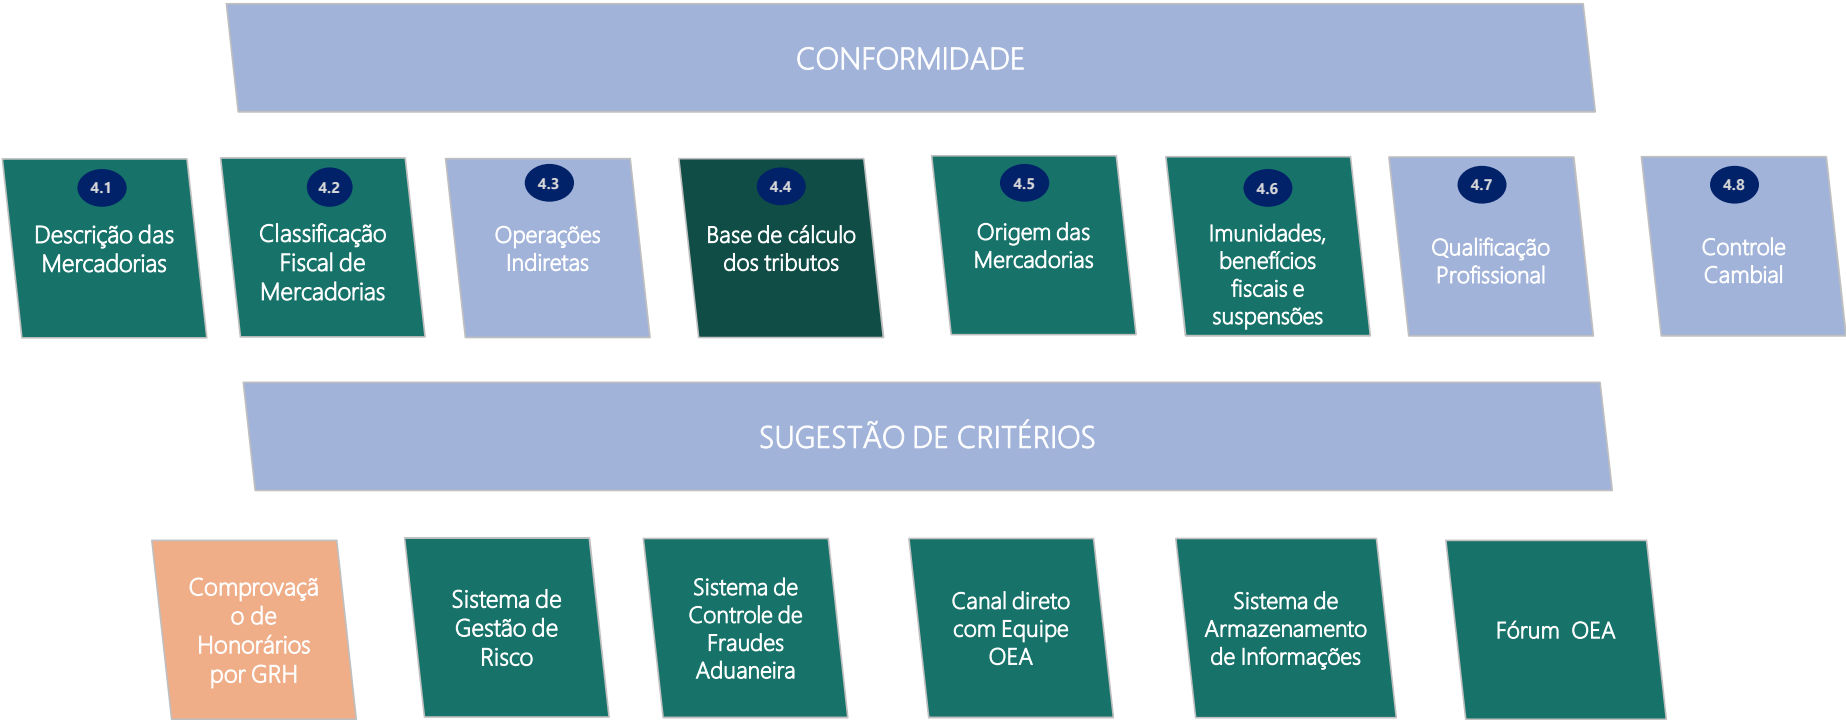 CONFORMIDADE
4.1
Descrição das
Mercadorias
4.2
Classificação
Fiscal de
Mercadorias
4.3
Operações
Indiretas
4.4
Base de cálculo
dos tributos
4.5
Origem das
Mercadorias
4.6
Imunidades,
benefícios
fiscais e
suspensões
4.7
Qualificação
Profissional
4.8
Controle
Cambial
SUGESTÃO DE CRITÉRIOS
Comprovaçã
o de
Honorários
por GRH
Sistema de
Gestão de
Risco
Sistema de
Controle de
Fraudes
Aduaneira
Canal direto
com Equipe
OEA
Sistema de
Armazenamento
de Informações
Fórum OEA